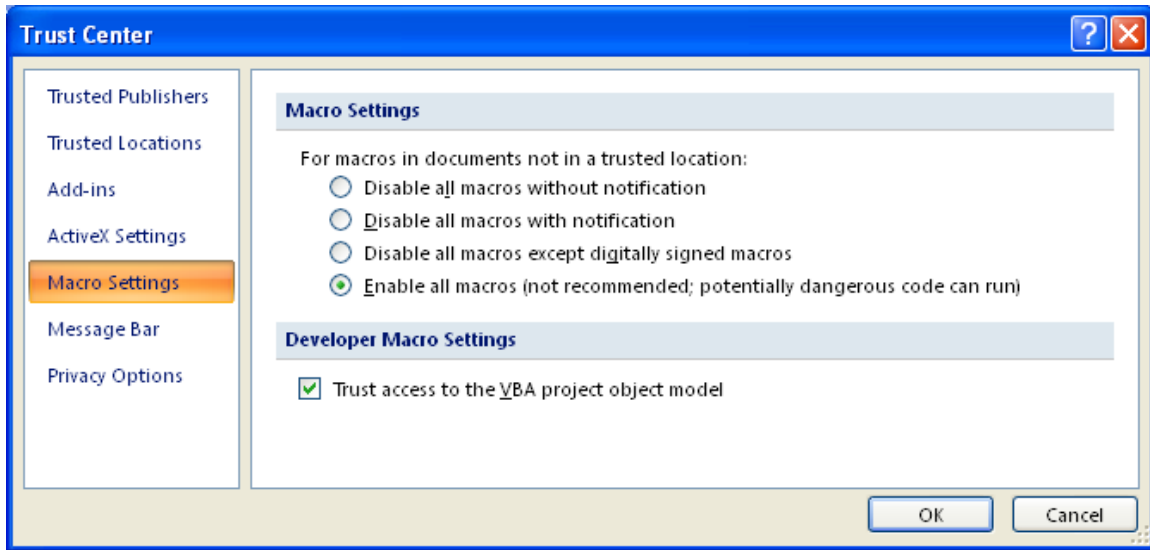 Trust Center
Trusted Publishers
Trusted Locations
Add-ins
ActiveX Settings
Macro Settings
Message Bar
Privacy Options
Macro Settings
For macros in documents not in a trusted location:
Disable all macros without notification
Disable all macros with notification
Disable all macros except digitally signed macros
Enable all macros (not recommended; potentially dangerous code can run)
Developer Macro Settings
Trust access to the VBA project object model
OK
Cancel